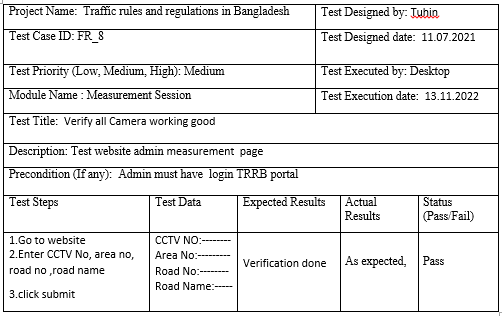 Project Name:  Traffic rules and regulations in Bangladesh
Test Designed by: Tuhin
Test Case ID: FR_8
Test Designed date:  11.07.2021
Test Priority (Low, Medium, High): Medium
Test Executed by: Desktop
Module Name : Measurement Session
Test Execution date:  13.11.2022
Test Title:  Verify all Camera working good
Description: Test website admin measurement  page
Precondition (If any):  Admin must have  login TRRB portal
Test Steps
Test Data
Expected Results
Actual
Results
Status
(Pass/Fail)
1.Go to website
2.Enter CCTV No, area no,
road no ,road name
3.click submit
CCTV NO:--------
Area No:---------
Road No:--------
Road Name:-----
Verification done
As expected,
Pass